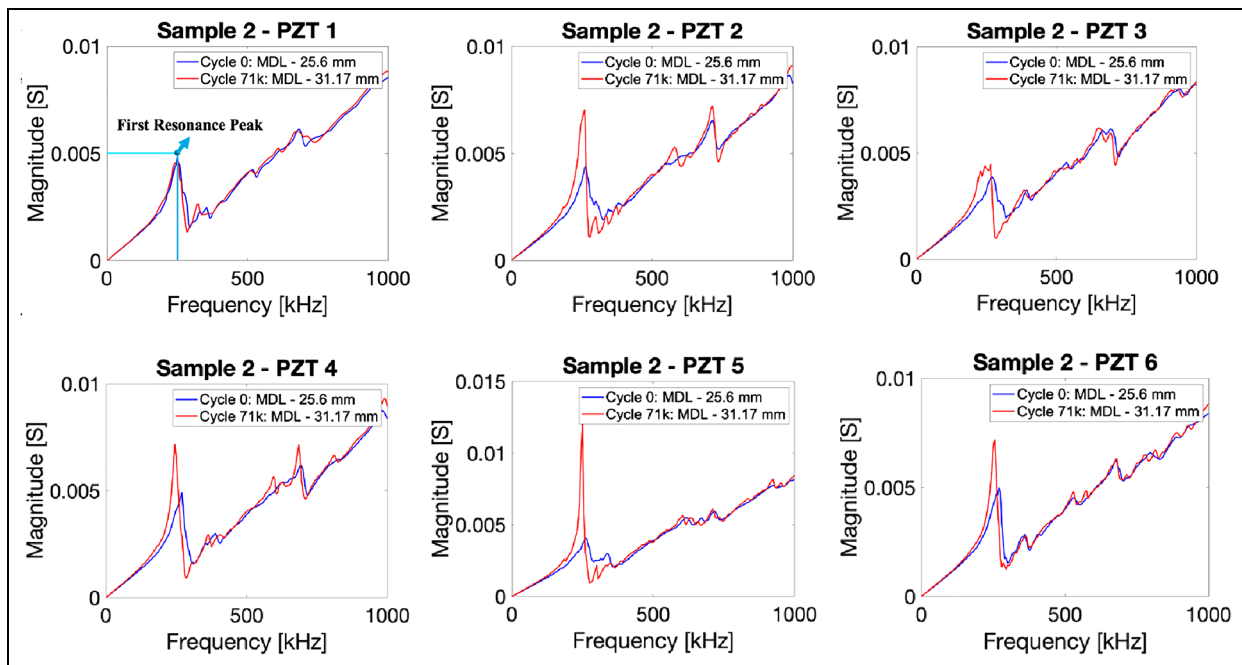 Sample 2 - PZT 1
0.01
0.005
0
Magnitude [S]
Cycle 0: MDL - 25.6 mm
Cycle 71k: MDL - 31.17 mm
First Resonance Peak
0
500
1000
Frequency [kHz]
Sample 2 - PZT 2
0.01
0.005
0
Magnitude [S]
Cycle 0: MDL - 25.6 mm
Cycle 71k: MDL - 31.17 mm
0
500
1000
Frequency [kHz]
Sample 2 - PZT 3
0.01
0.005
0
Magnitude [S]
Cycle 0: MDL - 25.6 mm
Cycle 71k: MDL - 31.17 mm
0
500
1000
Frequency [kHz]
Sample 2 - PZT 4
0.01
0.005
0
Magnitude [S]
Cycle 0: MDL - 25.6 mm
Cycle 71k: MDL - 31.17 mm
0
500
1000
Frequency [kHz]
Sample 2 - PZT 5
0.015
0.01
0.005
0
Magnitude [S]
Cycle 0: MDL - 25.6 mm
Cycle 71k: MDL - 31.17 mm
0
500
1000
Frequency [kHz]
Sample 2 - PZT 6
0.01
0.005
0
Magnitude [S]
Cycle 0: MDL - 25.6 mm
Cycle 71k: MDL - 31.17 mm
0
500
1000
Frequency [kHz]